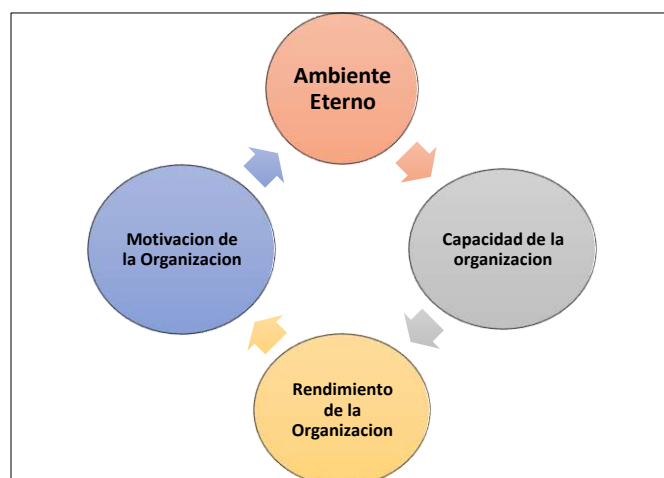 Ambiente
Eterno
Motivacion de
la Organizacion
Capacidad de la
organizacion
Rendimiento
de la
Organizacion